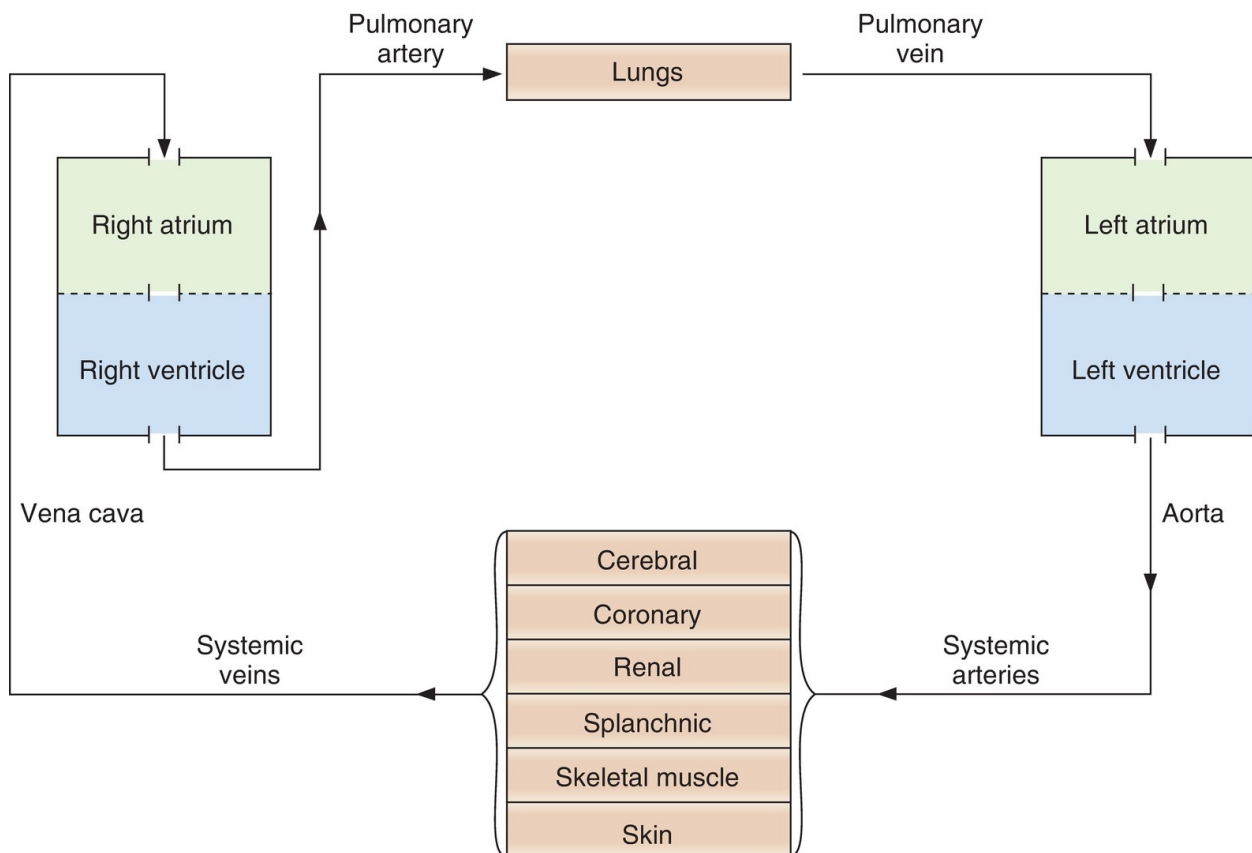 Pulmonary
artery
Lungs
Pulmonary
vein
Right atrium
Left atrium
Right ventricle
Left ventricle
Vena cava
Aorta
Cerebral
Coronary
Systemic
veins
Renal
Systemic
arteries
Splanchnic
Skeletal muscle
Skin